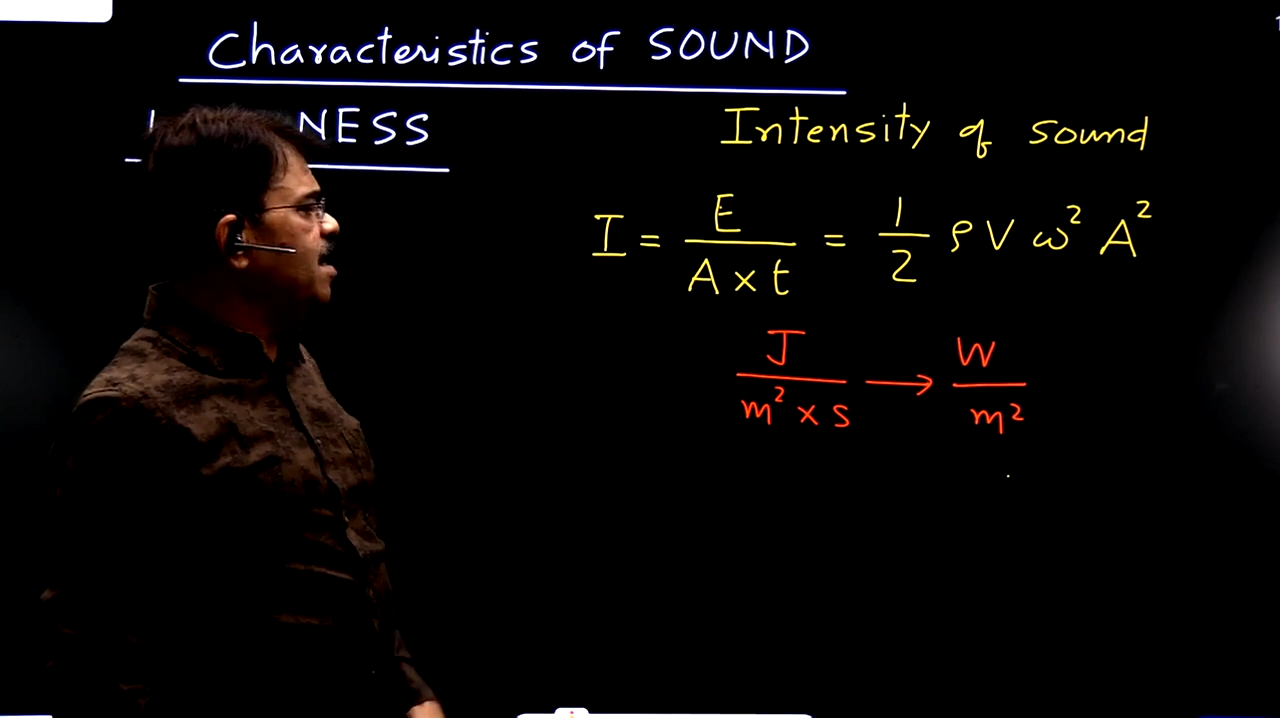 Characteristics of SOUND
NESS
Intensity of sound
I = E / A × t = 1/2 ρ V ω² A²
J / m² × s → W / m²